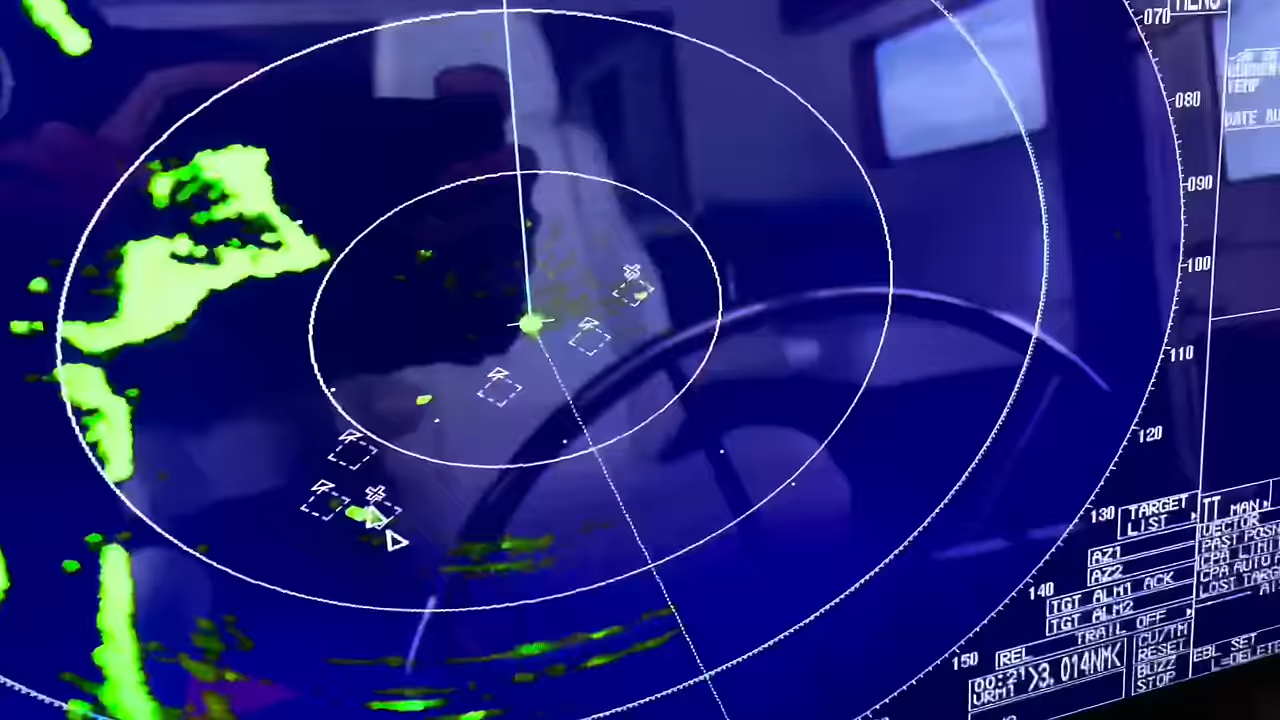 070
MENU
080
TEMP
090
100
110
120
130
TARGET
LIST
TT MAN
VECTOR
PAST POSN
CPA LIMIT
CPA AUTO
LOST TARG
AZ1
AZ2
140
TGT ALM1 ACK
TGT ALM2
TRAIL OFF
150
REL
00:21
VRM1
>3.014NM
CU/TM
RESET
BUZZ
STOP
EBL SET
L=DELETE